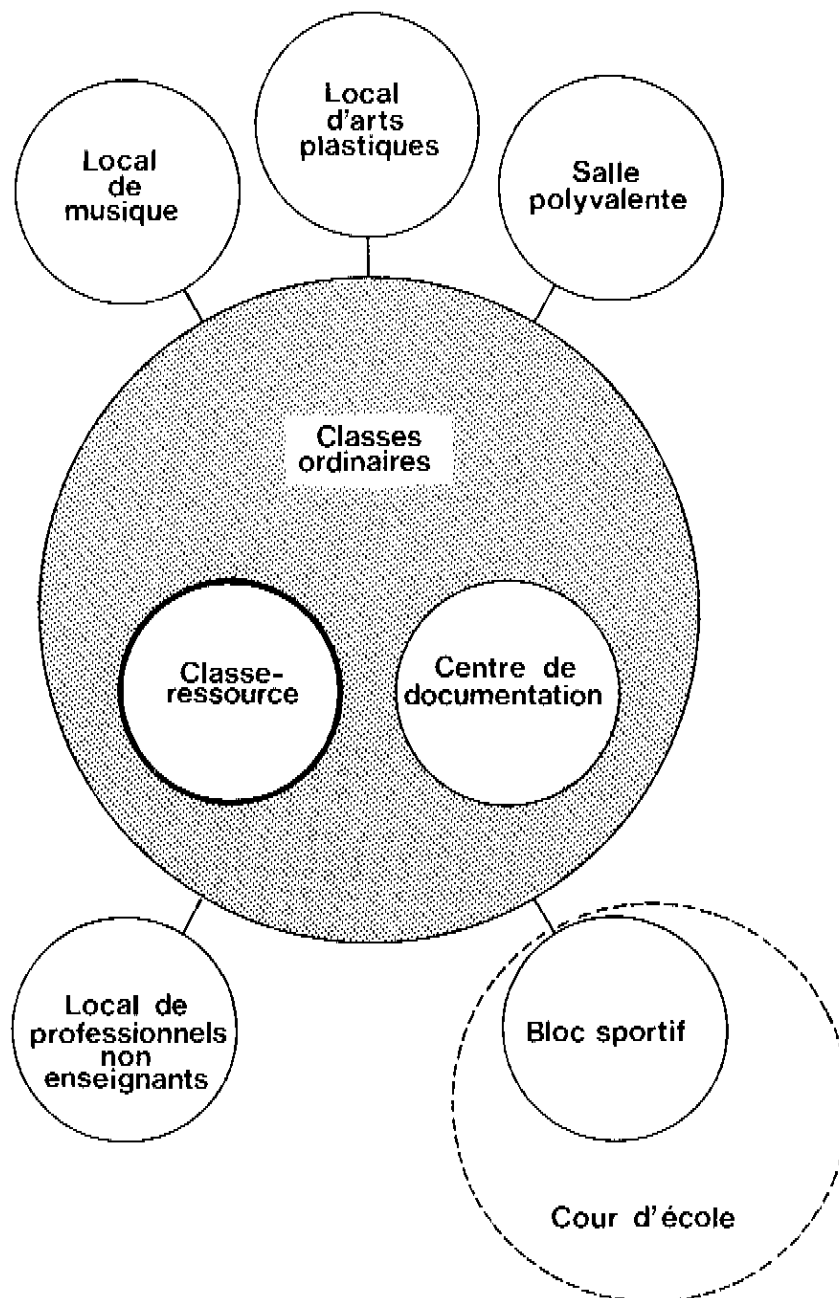 Local
d'arts
plastiques
Local
de
musique
Salle
polyvalente
Classes
ordinaires
Classe-
ressource
Centre de
documentation
Local de
professionnels
non
enseignants
Bloc sportif
Cour d'école